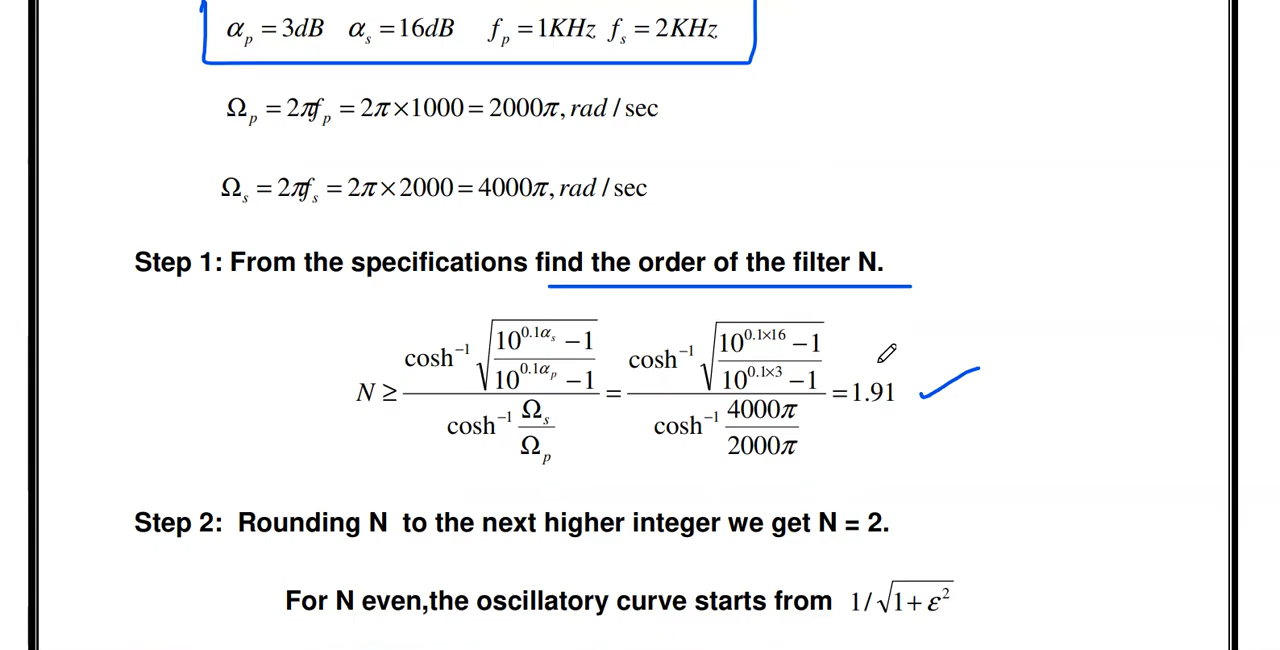 α_p = 3dB α_s = 16dB f_p = 1KHz f_s = 2KHz
Ω_p = 2πf_p = 2π×1000 = 2000π, rad / sec
Ω_s = 2πf_s = 2π×2000 = 4000π, rad / sec
Step 1: From the specifications find the order of the filter N.
N ≥ cosh⁻¹ √((10^{0.1α_s} − 1)/(10^{0.1α_p} − 1)) / cosh⁻¹ (Ω_s/Ω_p) = cosh⁻¹ √((10^{0.1×16} − 1)/(10^{0.1×3} − 1)) / cosh⁻¹ (4000π/2000π) = 1.91
Step 2: Rounding N to the next higher integer we get N = 2.
For N even,the oscillatory curve starts from 1/√(1+ε²)